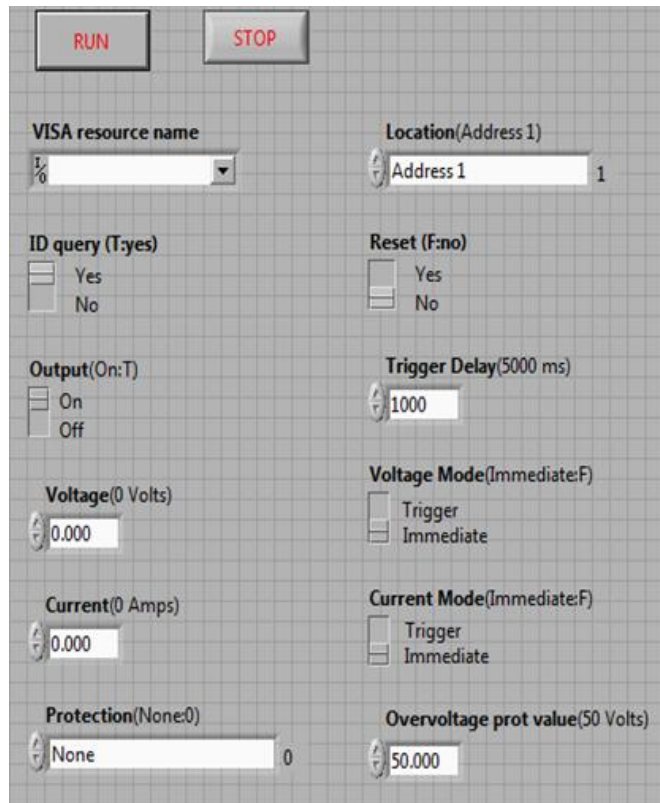 RUN STOP
VISA resource name Location(Address 1)
I/O Address 1 1
ID query (T:yes) Reset (F:no)
Yes Yes
No No
Output(On:T) Trigger Delay(5000 ms)
On 1000
Off
Voltage(0 Volts) Voltage Mode(Immediate:F)
Trigger
0.000 Immediate
Current(0 Amps) Current Mode(Immediate:F)
Trigger
0.000 Immediate
Protection(None:0) Overvoltage prot value(50 Volts)
None 0 50.000